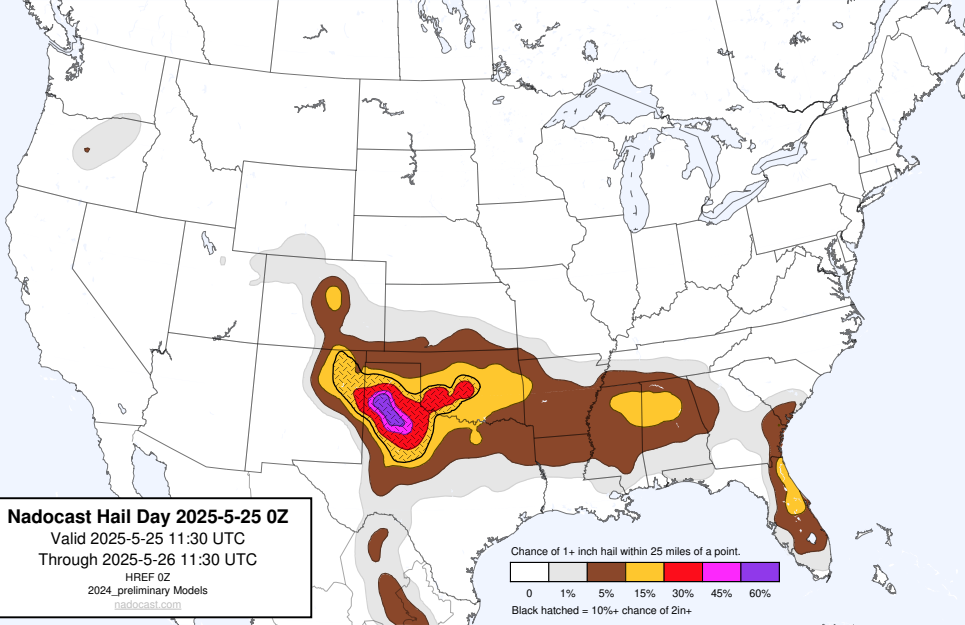 Nadocast Hail Day 2025-5-25 0Z
Valid 2025-5-25 11:30 UTC
Through 2025-5-26 11:30 UTC
HREF 0Z
2024_preliminary Models
nadocast.com
Chance of 1+ inch hail within 25 miles of a point.
0 1% 5% 15% 30% 45% 60%
Black hatched = 10%+ chance of 2in+